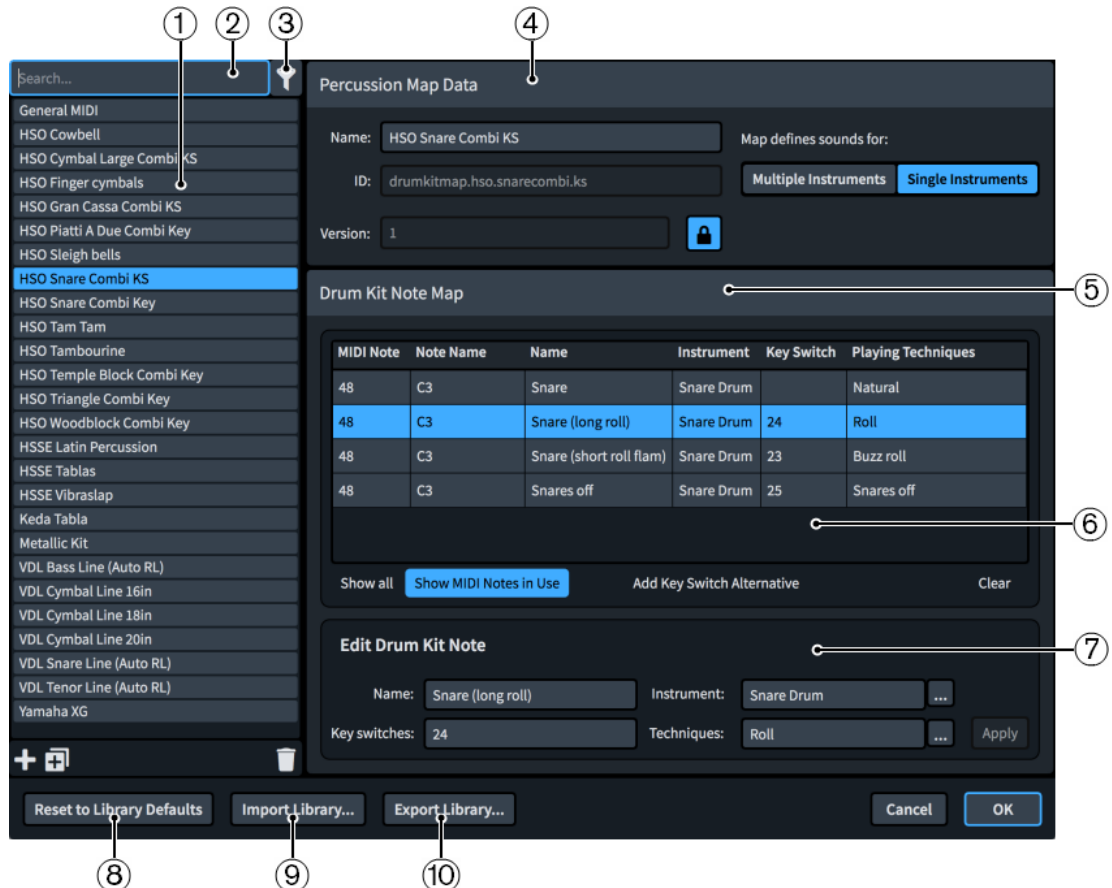 ① ② ③ ④
Search...
General MIDI
HSO Cowbell
HSO Cymbal Large Combi KS
HSO Finger cymbals
HSO Gran Cassa Combi KS
HSO Piatti A Due Combi Key
HSO Sleigh bells
HSO Snare Combi KS
HSO Snare Combi Key
HSO Tam Tam
HSO Tambourine
HSO Temple Block Combi Key
HSO Triangle Combi Key
HSO Woodblock Combi Key
HSSE Latin Percussion
HSSE Tablas
HSSE Vibraslap
Keda Tabla
Metallic Kit
VDL Bass Line (Auto RL)
VDL Cymbal Line 16in
VDL Cymbal Line 18in
VDL Cymbal Line 20in
VDL Snare Line (Auto RL)
VDL Tenor Line (Auto RL)
Yamaha XG
Percussion Map Data
Name: HSO Snare Combi KS Map defines sounds for:
ID: drumkitmap.hso.snarecombi.ks Multiple Instruments Single Instruments
Version: 1
Drum Kit Note Map ⑤
MIDI Note Note Name Name Instrument Key Switch Playing Techniques
48 C3 Snare Snare Drum Natural
48 C3 Snare (long roll) Snare Drum 24 Roll
48 C3 Snare (short roll flam) Snare Drum 23 Buzz roll
48 C3 Snares off Snare Drum 25 Snares off
⑥
Show all Show MIDI Notes in Use Add Key Switch Alternative Clear
Edit Drum Kit Note ⑦
Name: Snare (long roll) Instrument: Snare Drum ...
Key switches: 24 Techniques: Roll ... Apply
Reset to Library Defaults Import Library... Export Library... Cancel OK
⑧ ⑨ ⑩